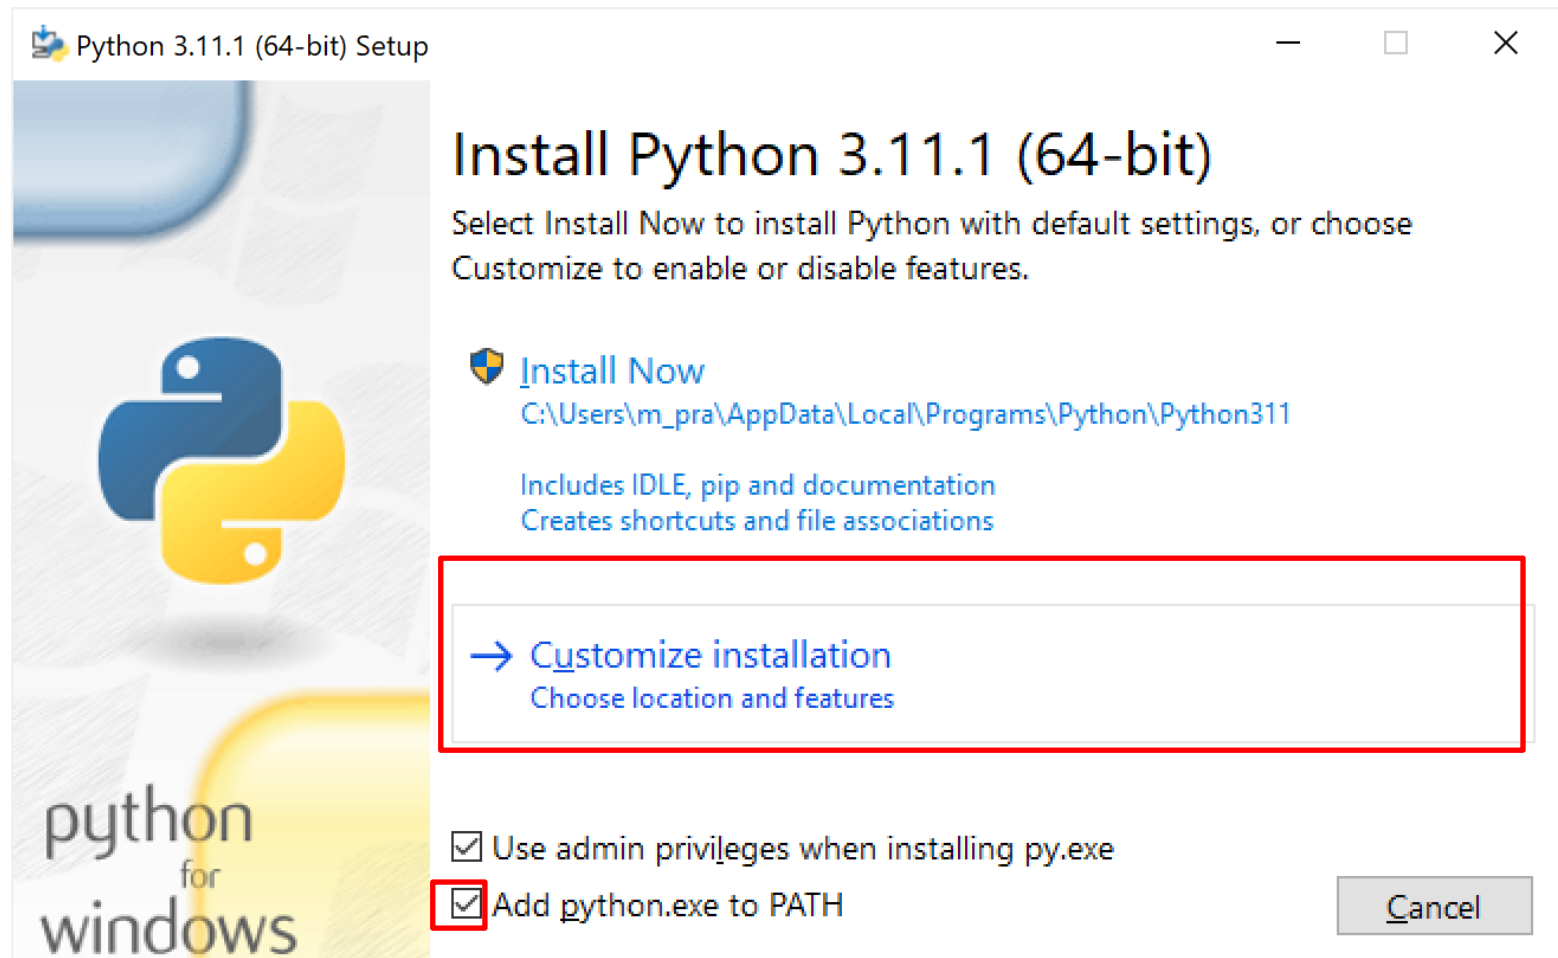 Python 3.11.1 (64-bit) Setup
Install Python 3.11.1 (64-bit)
Select Install Now to install Python with default settings, or choose
Customize to enable or disable features.
Install Now
C:\Users\m_pra\AppData\Local\Programs\Python\Python311
Includes IDLE, pip and documentation
Creates shortcuts and file associations
Customize installation
Choose location and features
python
for
windows
Use admin privileges when installing py.exe
Add python.exe to PATH
Cancel